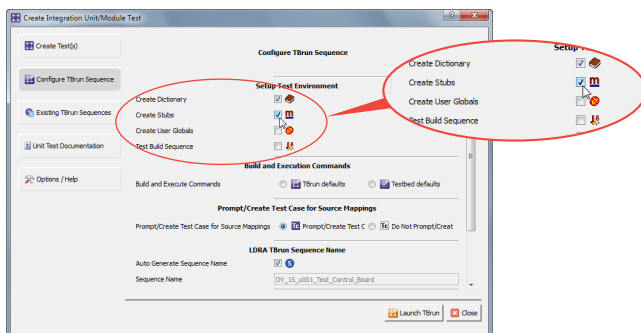 Create Integration Unit/Module Test
Create Test(s)
Configure TBrun Sequence
Existing TBrun Sequences
Unit Test Documentation
Options / Help
Configure TBrun Sequence
Setup Test Environment
Create Dictionary
Create Stubs
m
Create User Globals
Test Build Sequence
Build and Execution Commands
Build and Execute Commands
TBrun defaults
Testbed defaults
Prompt/Create Test Case for Source Mappings
Prompt/Create Test Case for Source Mappings
Tc Prompt/Create Test C
Tc Do Not Prompt/Creat
LDRA TBrun Sequence Name
Auto Generate Sequence Name
S
Sequence Name
DV_15_u001_Test_Control_Board
Launch TBrun
Close
Create Dictionary
Create Stubs
m
Create User Globals
Test Build Sequence